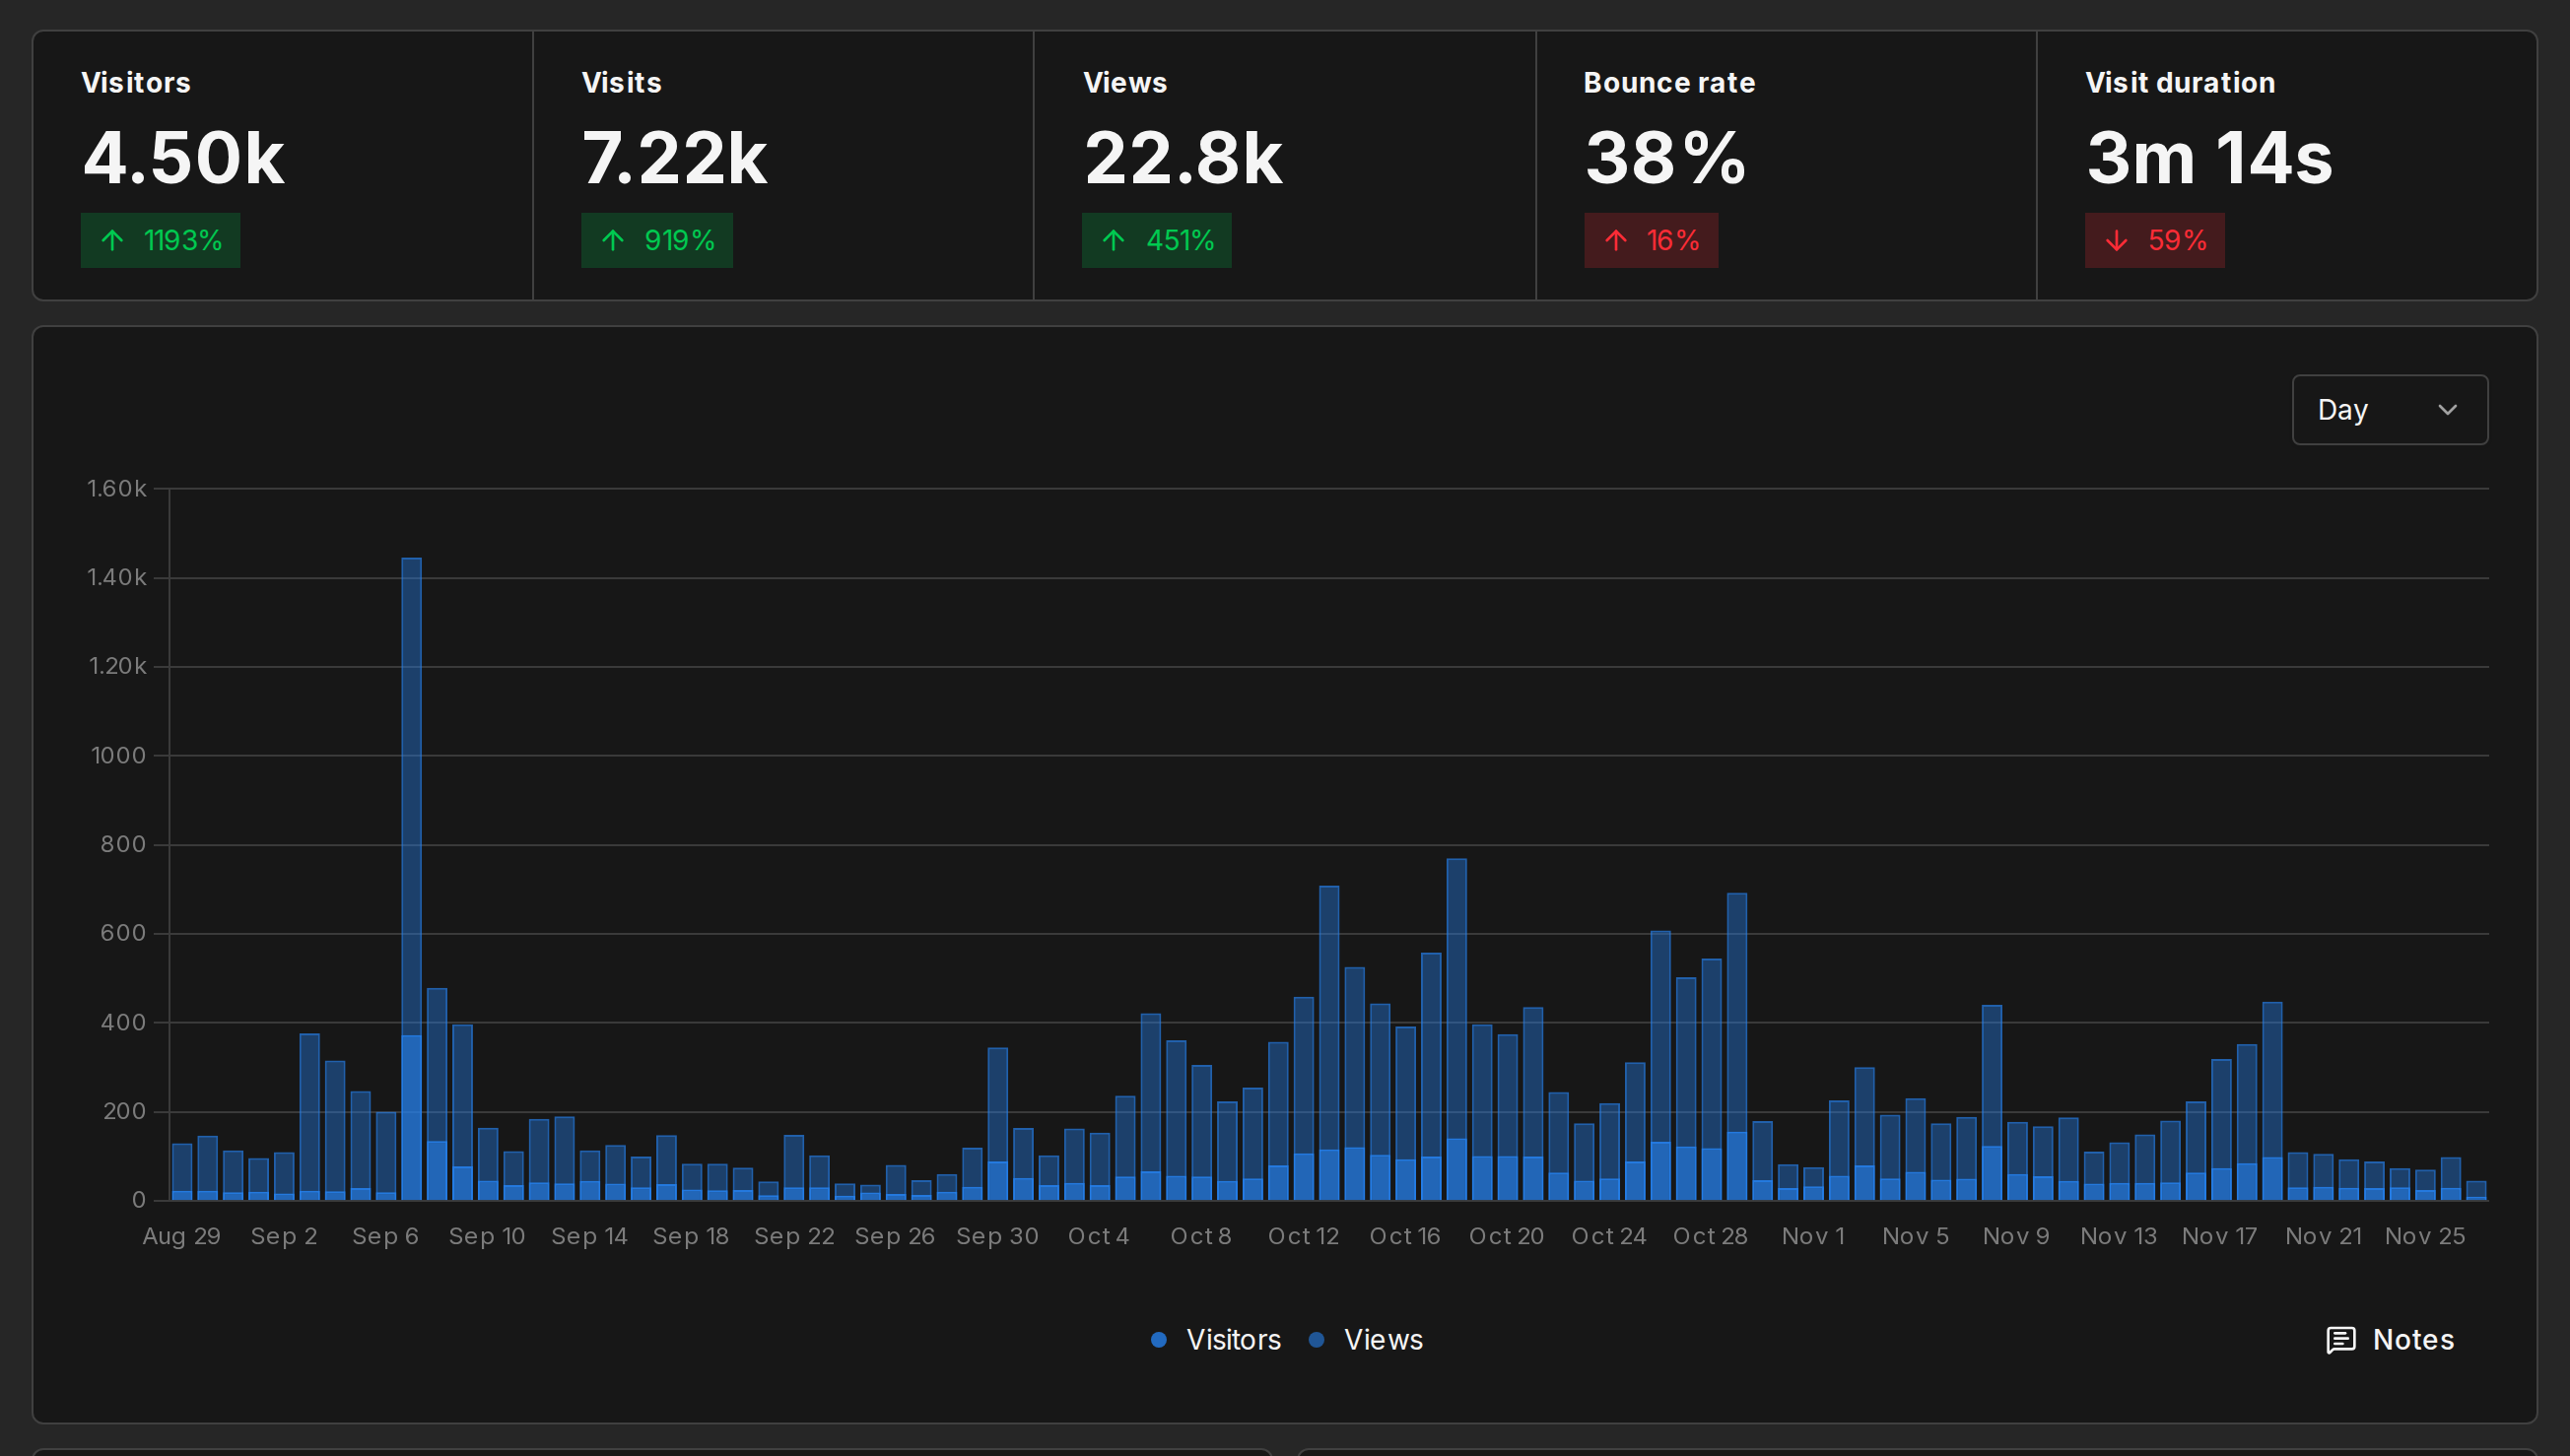 Visitors Visits Views Bounce rate Visit duration
4.50k 7.22k 22.8k 38% 3m 14s
↑ 1193% ↑ 919% ↑ 451% ↑ 16% ↓ 59%
Day
1.60k
1.40k
1.20k
1000
800
600
400
200
0
Aug 29 Sep 2 Sep 6 Sep 10 Sep 14 Sep 18 Sep 22 Sep 26 Sep 30 Oct 4 Oct 8 Oct 12 Oct 16 Oct 20 Oct 24 Oct 28 Nov 1 Nov 5 Nov 9 Nov 13 Nov 17 Nov 21 Nov 25
Visitors Views Notes